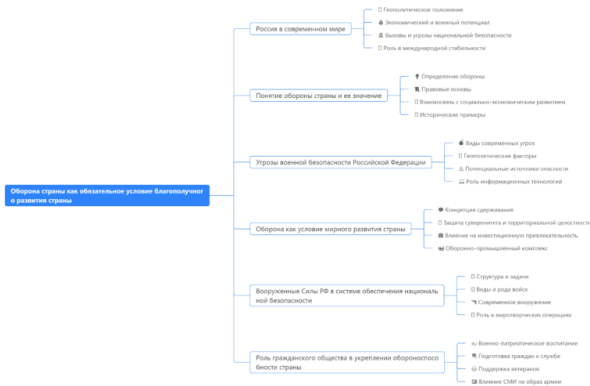 Оборона страны как обязательное условие благополучног
о развития страны
Россия в современном мире
Геополитическое положение
Экономический и военный потенциал
Вызовы и угрозы национальной безопасности
Роль в международной стабильности
Понятие обороны страны и ее значение
Определение обороны
Правовые основы
Взаимосвязь с социально-экономическим развитием
Исторические примеры
Угрозы военной безопасности Российской Федерации
Виды современных угроз
Геополитические факторы
Потенциальные источники опасности
Роль информационных технологий
Оборона как условие мирного развития страны
Концепция сдерживания
Защита суверенитета и территориальной целостности
Влияние на инвестиционную привлекательность
Оборонно-промышленный комплекс
Вооруженные Силы РФ в системе обеспечения националь
ной безопасности
Структура и задачи
Виды и рода войск
Современное вооружение
Роль в миротворческих операциях
Роль гражданского общества в укреплении обороноспосо
бности страны
Военно-патриотическое воспитание
Подготовка граждан к службе
Поддержка ветеранов
Влияние СМИ на образ армии